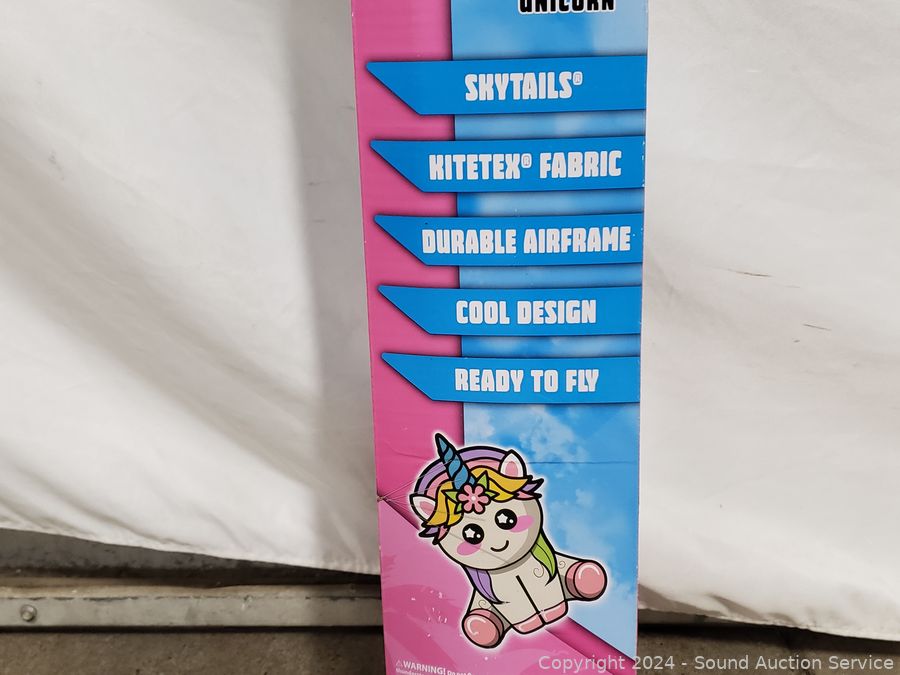 UNICORN
SKYTAILS®
KITETEX® FABRIC
DURABLE AIRFRAME
COOL DESIGN
READY TO FLY
⚠WARNING!
Copyright 2024 - Sound Auction Service